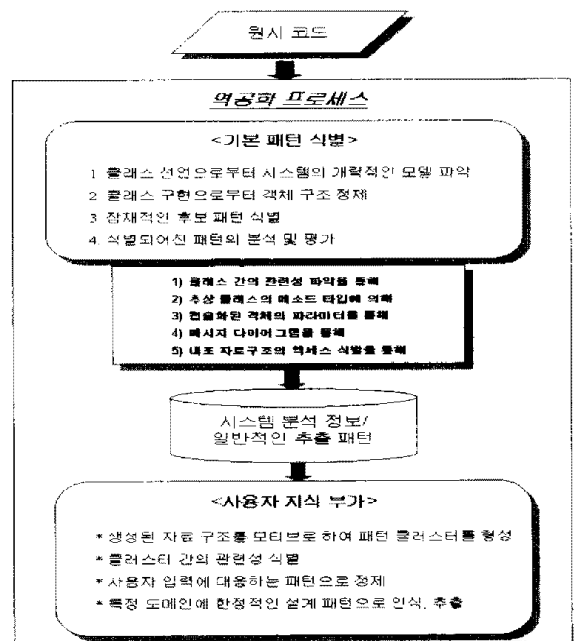 원시 코드
역공학 프로세스
<기본 패턴 식별>
1 클래스 선언으로부터 시스템의 개략적인 모델 파악
2 클래스 구현으로부터 객체 구조 정제
3 잠재적인 후보 패턴 식별
4. 식별되어진 패턴의 분석 및 평가
1) 클래스 간의 관련성 파악을 통해
2) 추상 클래스의 메소드 타입에 의해
3) 캡슐화된 객체의 파라미터를 통해
4) 메시지 다이어그램을 통해
5) 내포 자료구조의 액세스 식별을 통해
시스템 분석 정보/
일반적인 추출 패턴
<사용자 지식 부가>
* 생성된 자료 구조를 모티브로 하여 패턴 클러스터를 형성
* 클러스터 간의 관련성 식별
* 사용자 입력에 대응하는 패턴으로 정제
* 특정 도메인에 한정적인 설계 패턴으로 인식, 추출